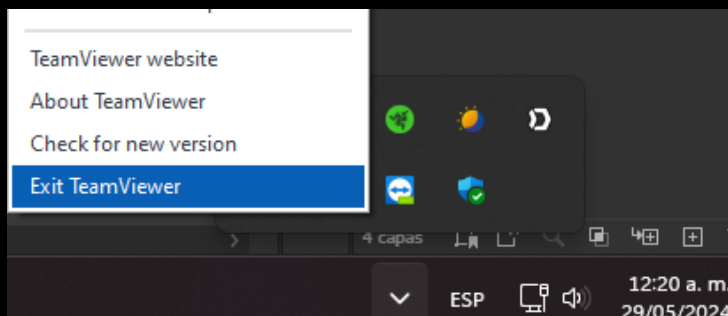 TeamViewer website
About TeamViewer
Check for new version
Exit TeamViewer
4 capas
ESP
12:20 a. m.
29/05/2024